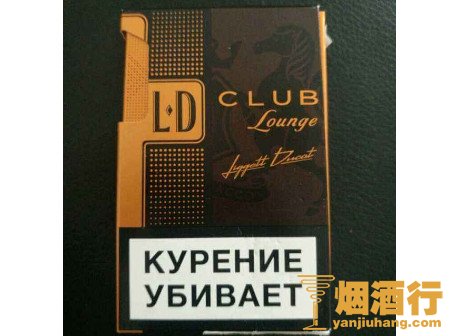 L·D
CLUB
Lounge
Liggett Ducat
КУРЕНИЕ
УБИВАЕТ
烟酒行
yanjiuhang.com